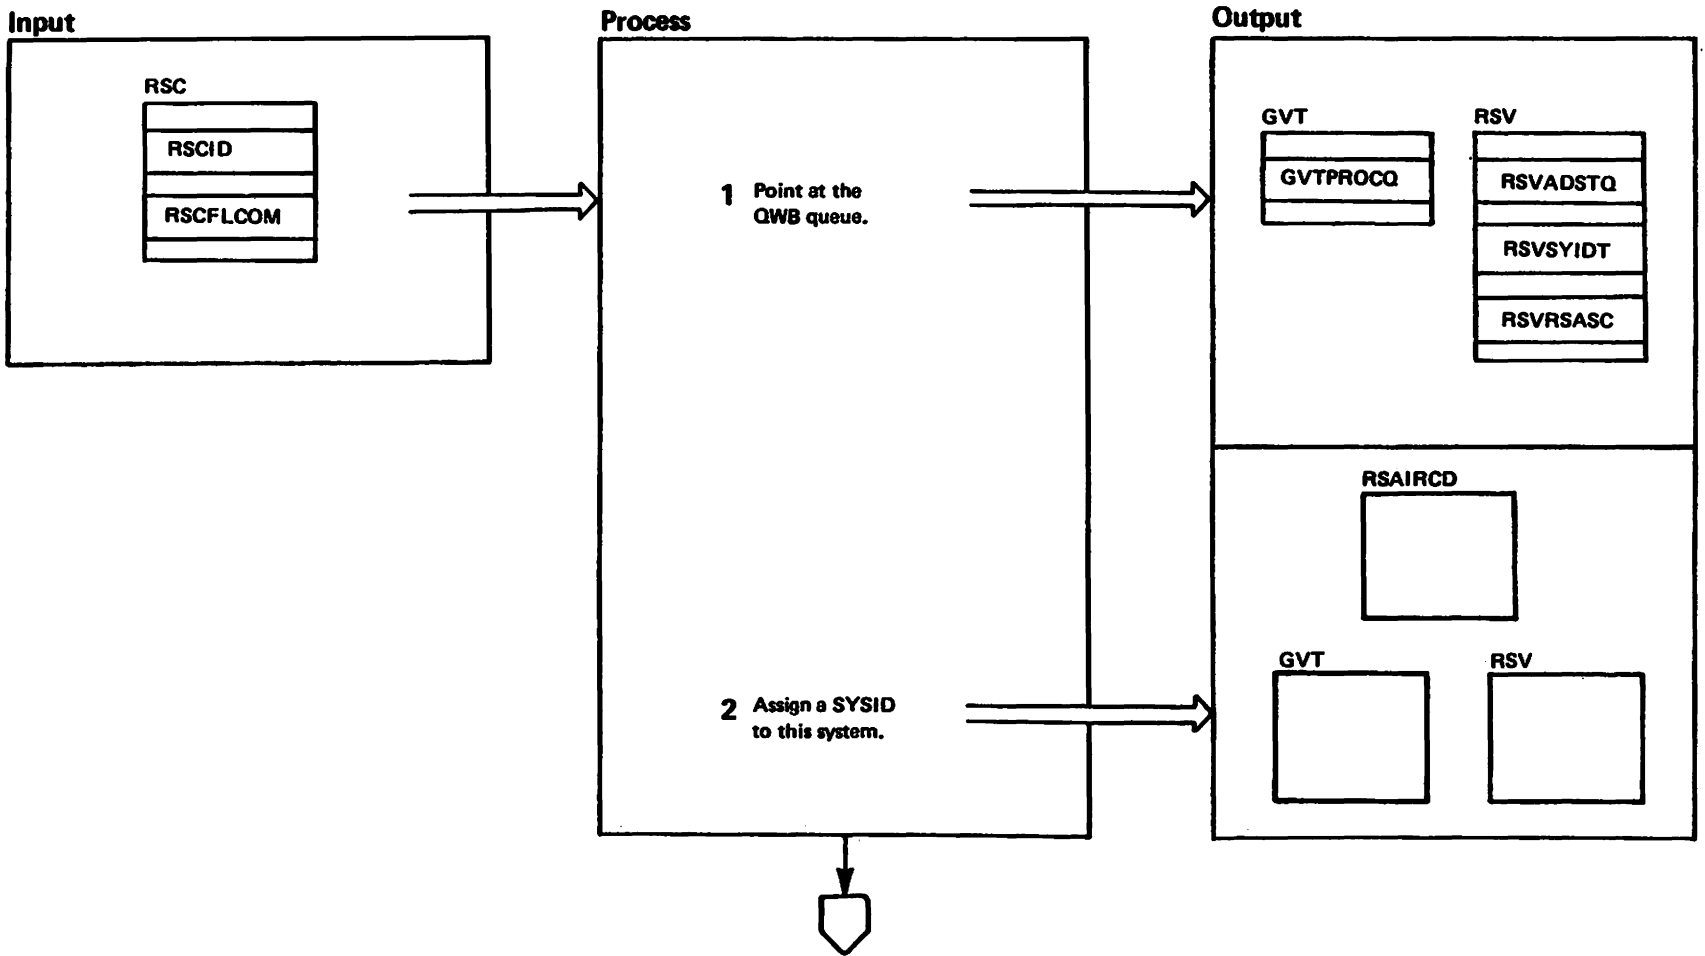 Input
RSC
RSCID
RSCFLCOM
Process
1 Point at the
QWB queue.
2 Assign a SYSID
to this system.
Output
GVT
GVTPROCQ
RSV
RSVADSTQ
RSVSYIDT
RSVRSASC
RSAIRCD
GVT
RSV